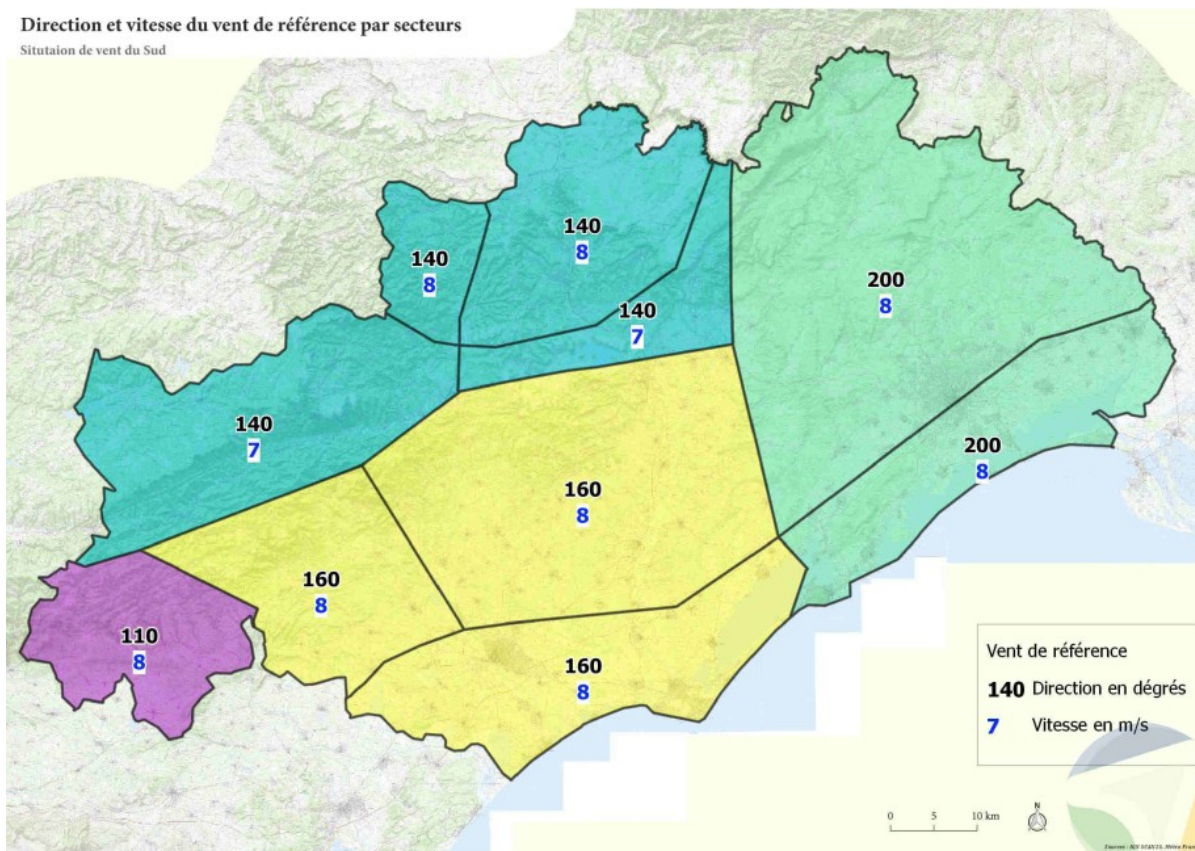 Direction et vitesse du vent de référence par secteurs
Situtaion de vent du Sud
140
8
140
8
140
7
200
8
140
7
200
8
160
8
160
8
160
8
110
8
Vent de référence
140 Direction en dégrés
7 Vitesse en m/s
0 5 10 km
N
Sources :